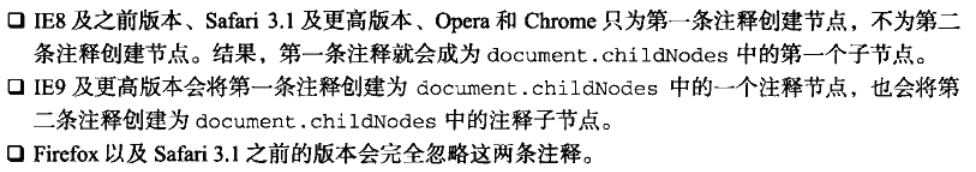 ❑ IE8 及之前版本、Safari 3.1 及更高版本、Opera 和 Chrome 只为第一条注释创建节点，不为第二
条注释创建节点。结果，第一条注释就会成为 document.childNodes 中的第一个子节点。
❑ IE9 及更高版本会将第一条注释创建为 document.childNodes 中的一个注释节点，也会将第
二条注释创建为 document.childNodes 中的注释子节点。
❑ Firefox 以及 Safari 3.1 之前的版本会完全忽略这两条注释。